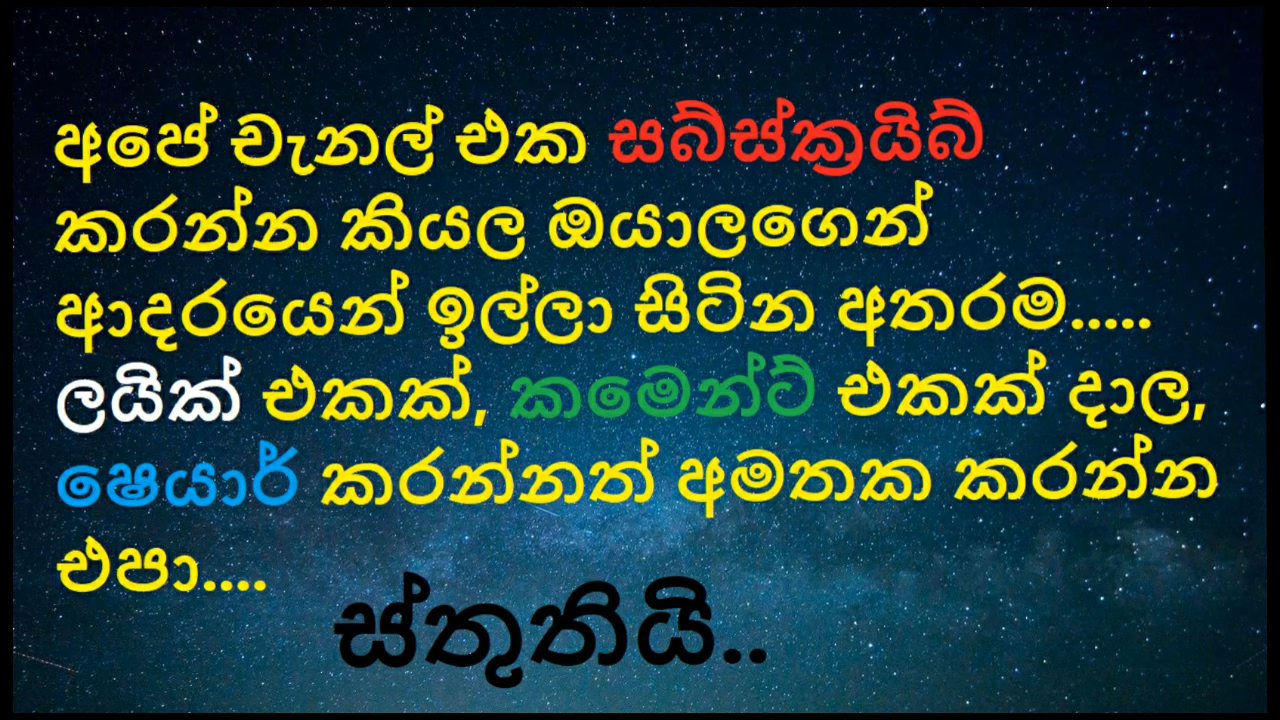 අපේ චැනල් එක සබ්ස්ක්‍රයිබ්
කරන්න කියල ඔයාලගෙන්
ආදරයෙන් ඉල්ලා සිටින අතරම.....
ලයික් එකක්, කමෙන්ට් එකක් දාල,
ෂෙයාර් කරන්නත් අමතක කරන්න
එපා....
ස්තුතියි..